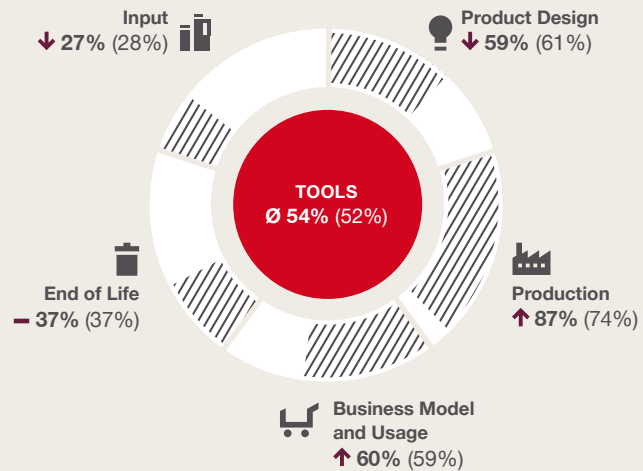 Input
↓ 27% (28%)
Product Design
↓ 59% (61%)
TOOLS
Ø 54% (52%)
End of Life
– 37% (37%)
Production
↑ 87% (74%)
Business Model
and Usage
↑ 60% (59%)